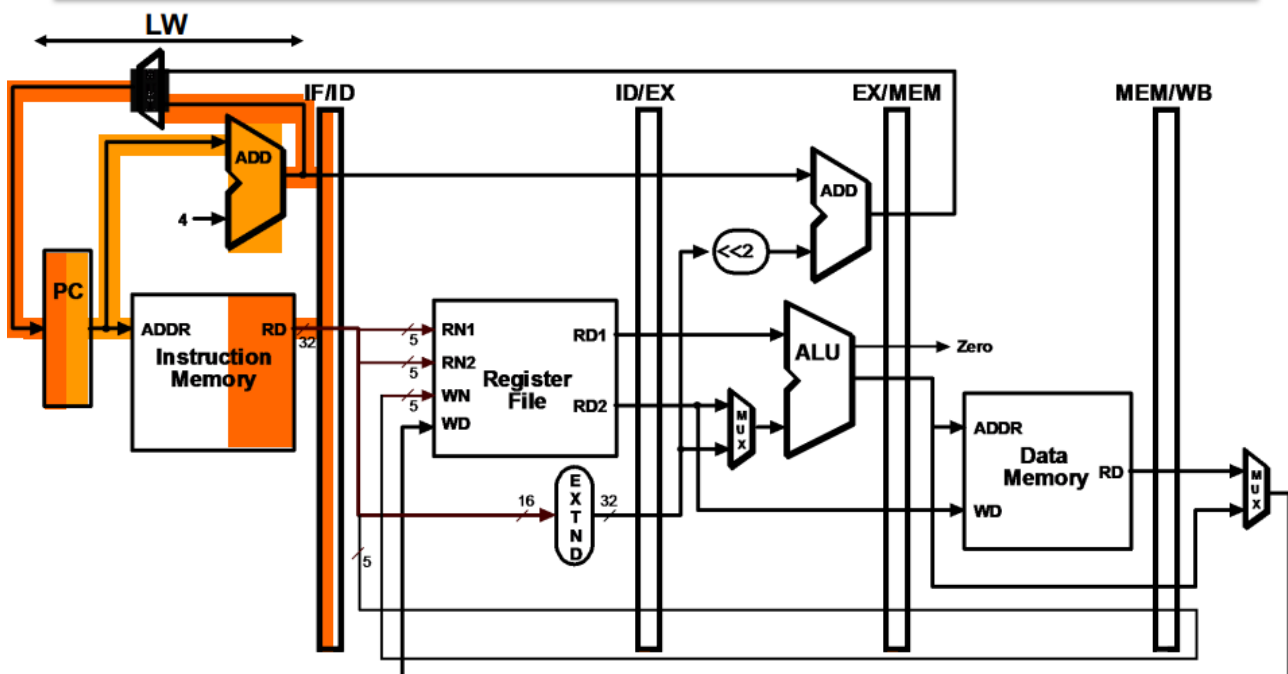 LW
IF/ID
ID/EX
EX/MEM
MEM/WB
ADD
4
ADD
<<2
PC
ADDR
RD
32
Instruction
Memory
5
RN1
5
RN2
5
WN
WD
Register
File
RD1
RD2
16
EXTND
32
5
MUX
ALU
Zero
ADDR
Data
Memory
RD
WD
MUX